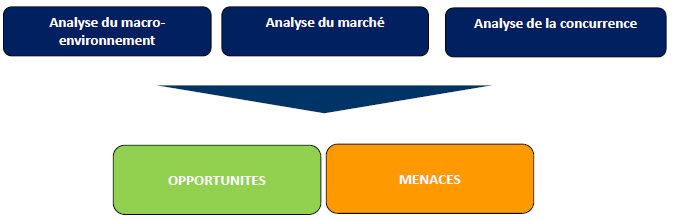 Analyse du macro-
environnement
Analyse du marché
Analyse de la concurrence
OPPORTUNITES
MENACES